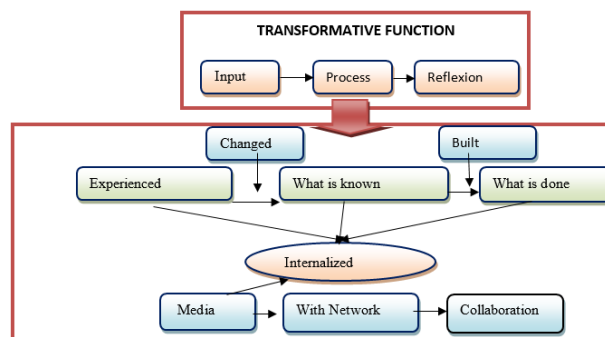 TRANSFORMATIVE FUNCTION
Input
Process
Reflexion
Changed
Built
Experienced
What is known
What is done
Internalized
Media
With Network
Collaboration